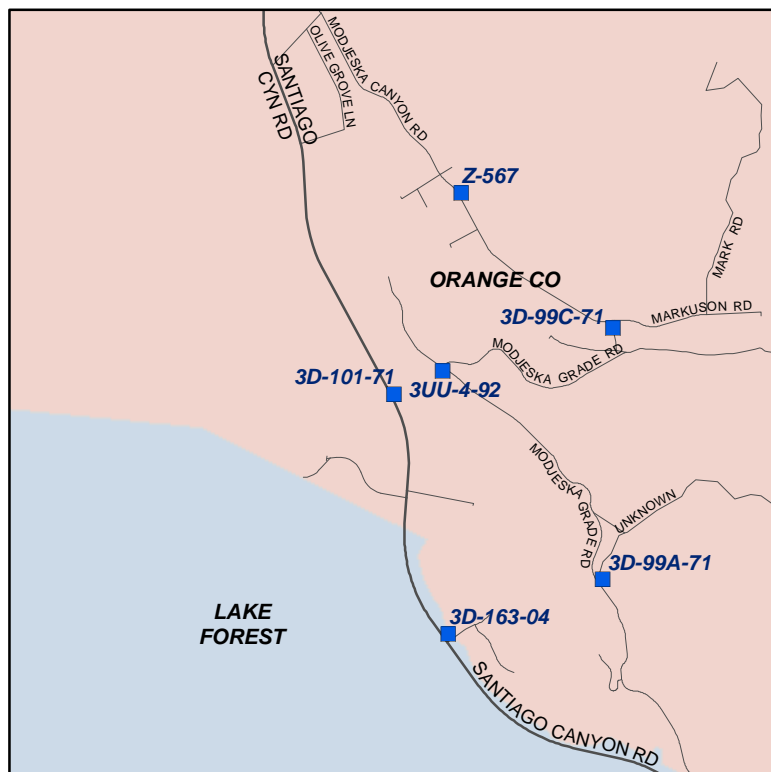 MODJESKA CANYON RD
OLIVE GROVE LN
SANTIAGO
CYN RD
Z-567
MARK RD
ORANGE CO
MARKUSON RD
3D-99C-71
MODJESKA GRADE RD
3D-101-71
3UU-4-92
MODJESKA GRADE RD
UNKNOWN
3D-99A-71
LAKE
FOREST
3D-163-04
SANTIAGO CANYON RD